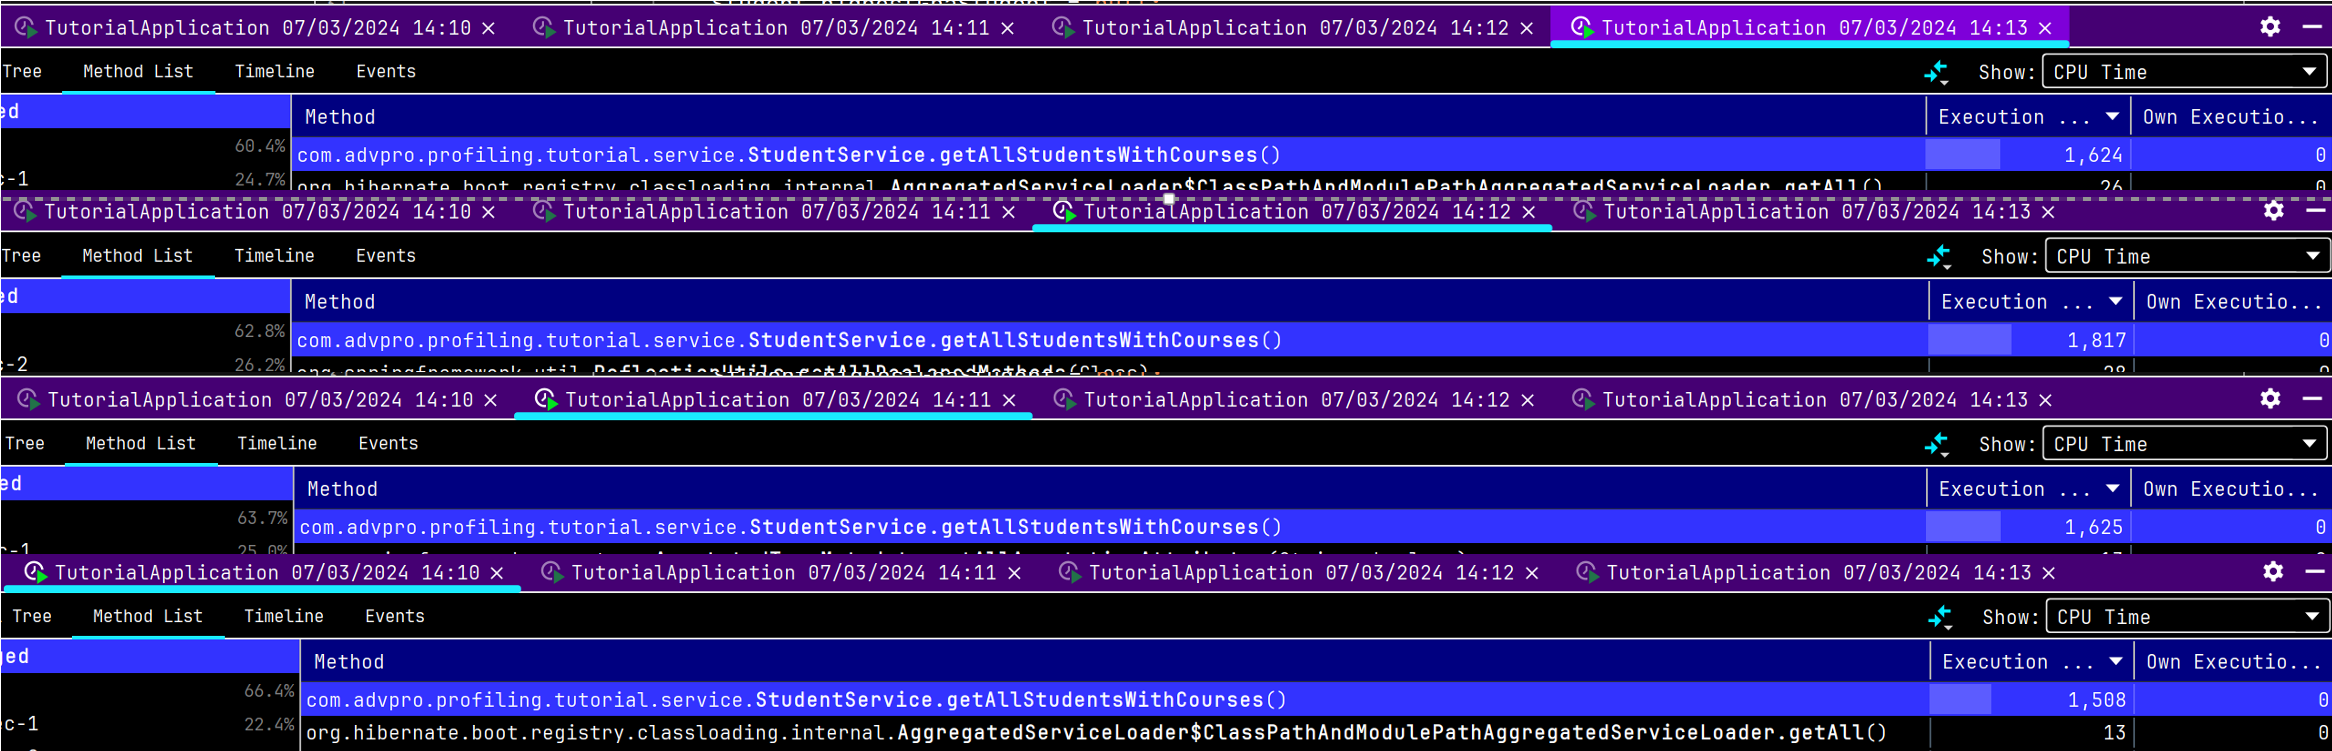 TutorialApplication 07/03/2024 14:10 × TutorialApplication 07/03/2024 14:11 × TutorialApplication 07/03/2024 14:12 × TutorialApplication 07/03/2024 14:13 ×
Tree Method List Timeline Events Show: CPU Time
ed Method Execution ... Own Executio...
60.4% com.advpro.profiling.tutorial.service.StudentService.getAllStudentsWithCourses() 1,624 0
c-1 24.7% org.hibernate.boot.registry.classloading.internal.AggregatedServiceLoader$ClassPathAndModulePathAggregatedServiceLoader.getAll() 26 0
TutorialApplication 07/03/2024 14:10 × TutorialApplication 07/03/2024 14:11 × TutorialApplication 07/03/2024 14:12 × TutorialApplication 07/03/2024 14:13 ×
Tree Method List Timeline Events Show: CPU Time
ed Method Execution ... Own Executio...
62.8% com.advpro.profiling.tutorial.service.StudentService.getAllStudentsWithCourses() 1,817 0
c-2 26.2% 28 0
TutorialApplication 07/03/2024 14:10 × TutorialApplication 07/03/2024 14:11 × TutorialApplication 07/03/2024 14:12 × TutorialApplication 07/03/2024 14:13 ×
Tree Method List Timeline Events Show: CPU Time
ed Method Execution ... Own Executio...
63.7% com.advpro.profiling.tutorial.service.StudentService.getAllStudentsWithCourses() 1,625 0
c-1 25.0%
TutorialApplication 07/03/2024 14:10 × TutorialApplication 07/03/2024 14:11 × TutorialApplication 07/03/2024 14:12 × TutorialApplication 07/03/2024 14:13 ×
Tree Method List Timeline Events Show: CPU Time
ged Method Execution ... Own Executio...
66.4% com.advpro.profiling.tutorial.service.StudentService.getAllStudentsWithCourses() 1,508 0
c-1 22.4% org.hibernate.boot.registry.classloading.internal.AggregatedServiceLoader$ClassPathAndModulePathAggregatedServiceLoader.getAll() 13 0